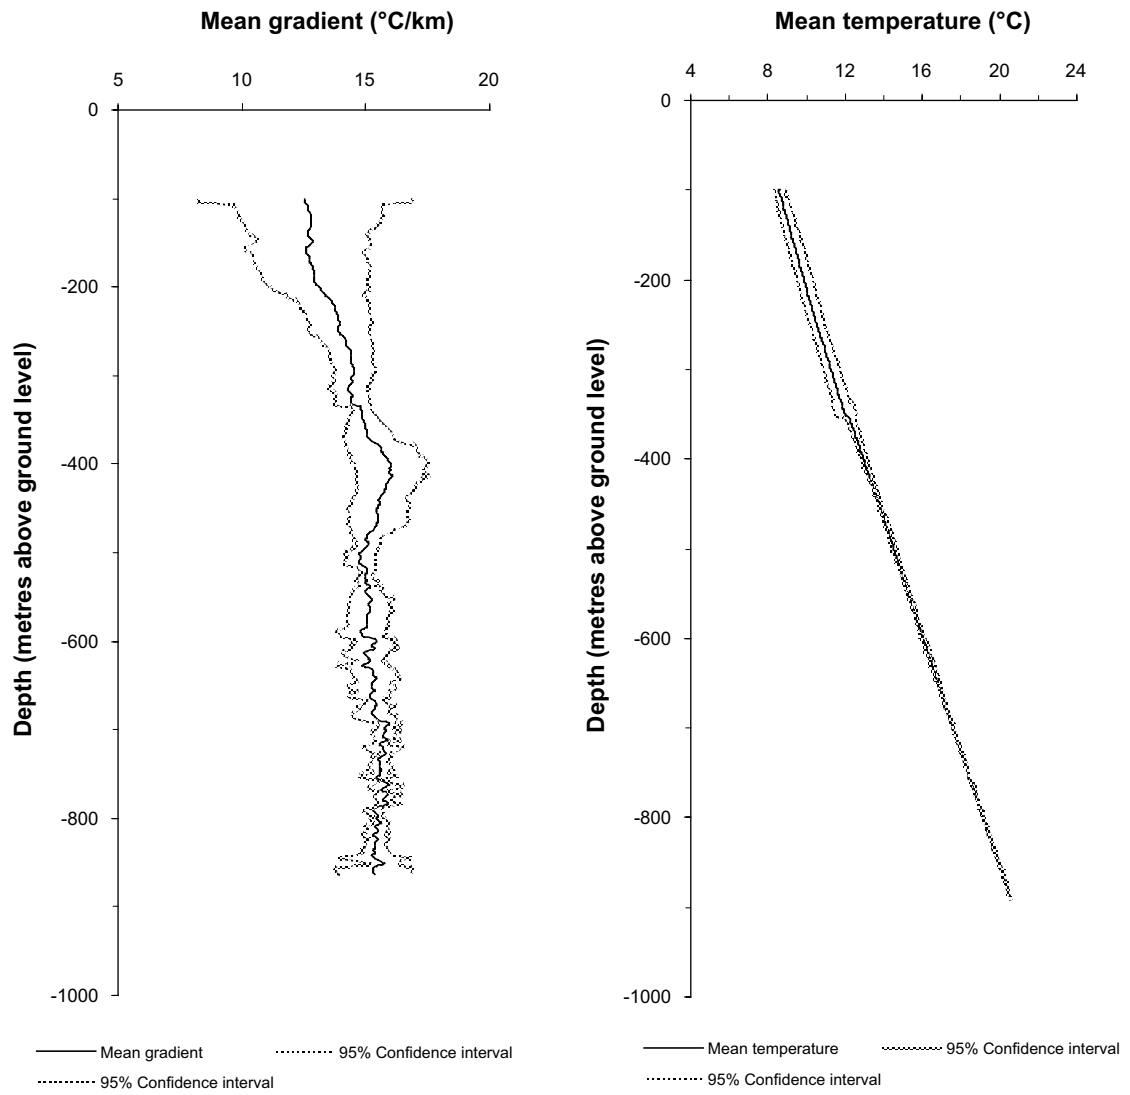 Mean gradient (°C/km)
5 10 15 20
0
-200
-400
-600
-800
-1000
Depth (metres above ground level)
Mean gradient
95% Confidence interval
95% Confidence interval
Mean temperature (°C)
4 8 12 16 20 24
0
-200
-400
-600
-800
-1000
Depth (metres above ground level)
Mean temperature
95% Confidence interval
95% Confidence interval